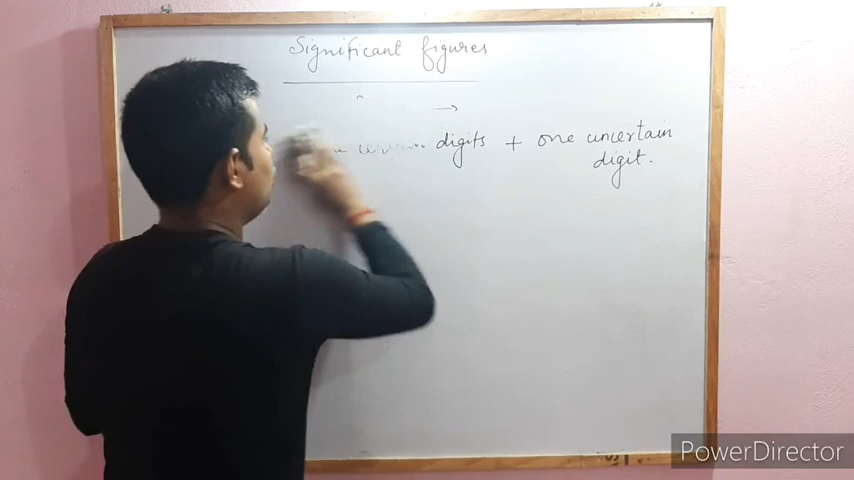 Significant figures
→
digits + one uncertain
digit.
PowerDirector